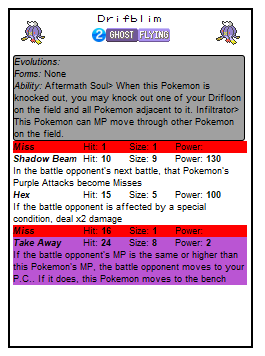 Drifblim
2 GHOST FLYING
Evolutions:
Forms: None
Ability: Aftermath Soul> When this Pokemon is
knocked out, you may knock out one of your Drifloon
on the field and all Pokemon adjacent to it. Infiltrator>
This Pokemon can MP move through other Pokemon
on the field.
Miss Hit: 1 Size: 1 Power:
Shadow Beam Hit: 10 Size: 9 Power: 130
In the battle opponent's next battle, that Pokemon's
Purple Attacks become Misses
Hex Hit: 15 Size: 5 Power: 100
If the battle opponent is affected by a special
condition, deal x2 damage
Miss Hit: 16 Size: 1 Power:
Take Away Hit: 24 Size: 8 Power: 2
If the battle opponent's MP is the same or higher than
this Pokemon's MP, the battle opponent moves to your
P.C.. If it does, this Pokemon moves to the bench